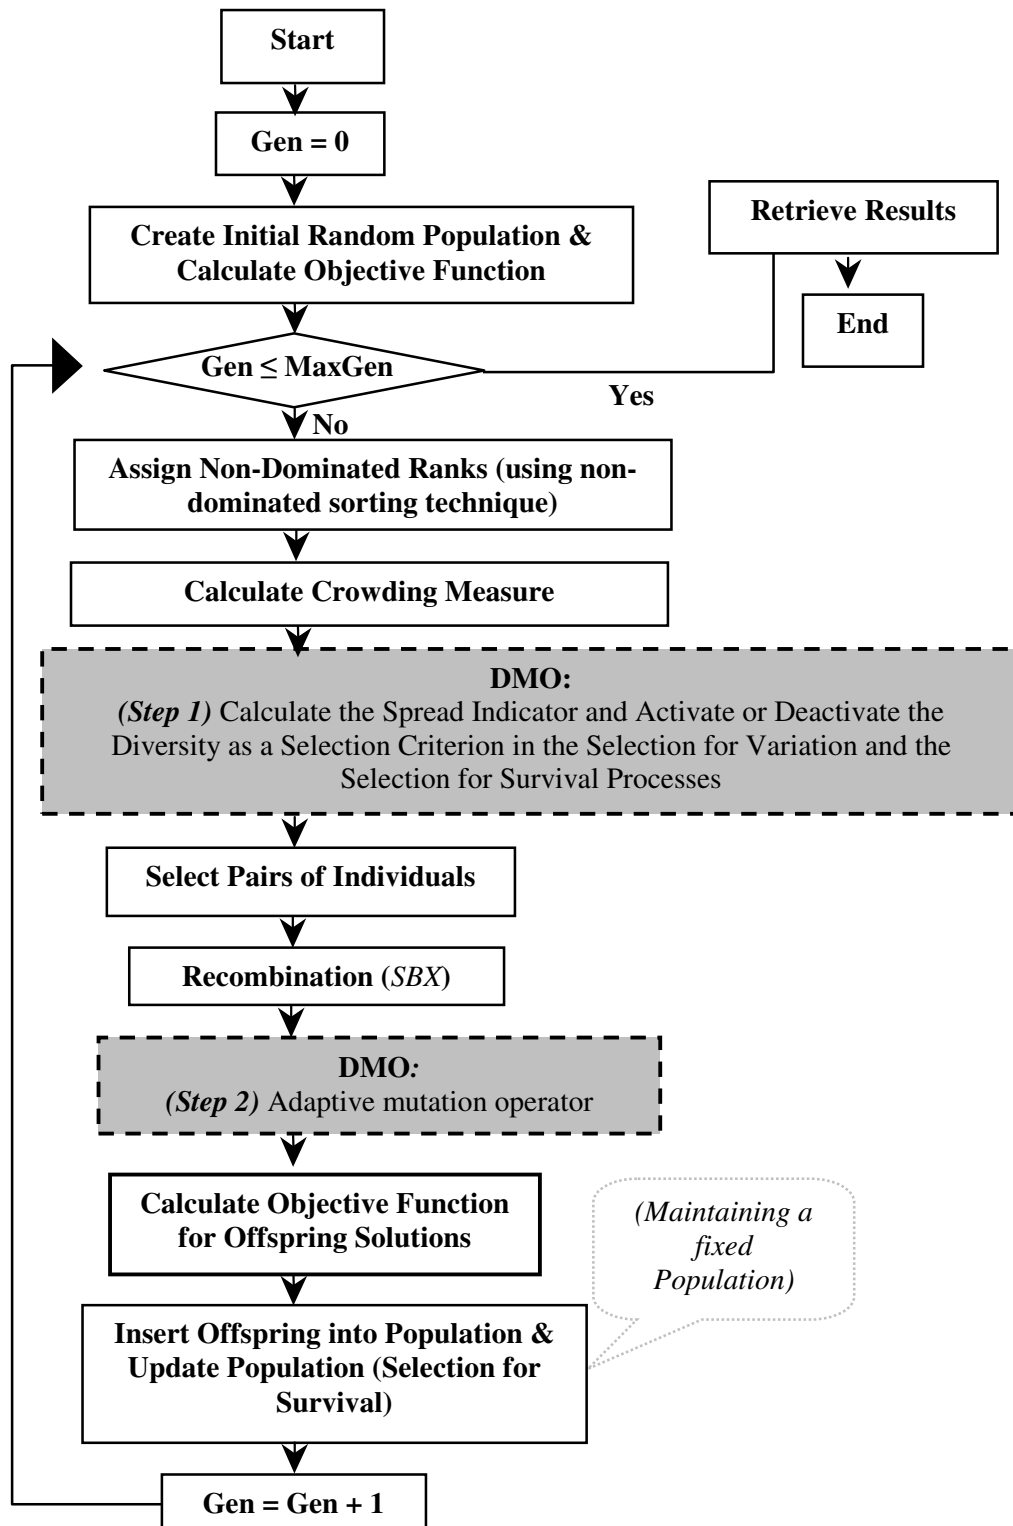 Start
Gen = 0
Create Initial Random Population &
Calculate Objective Function
Retrieve Results
End
Gen ≤ MaxGen
Yes
No
Assign Non-Dominated Ranks (using non-
dominated sorting technique)
Calculate Crowding Measure
DMO:
(Step 1) Calculate the Spread Indicator and Activate or Deactivate the
Diversity as a Selection Criterion in the Selection for Variation and the
Selection for Survival Processes
Select Pairs of Individuals
Recombination (SBX)
DMO:
(Step 2) Adaptive mutation operator
Calculate Objective Function
for Offspring Solutions
(Maintaining a
fixed
Population)
Insert Offspring into Population &
Update Population (Selection for
Survival)
Gen = Gen + 1